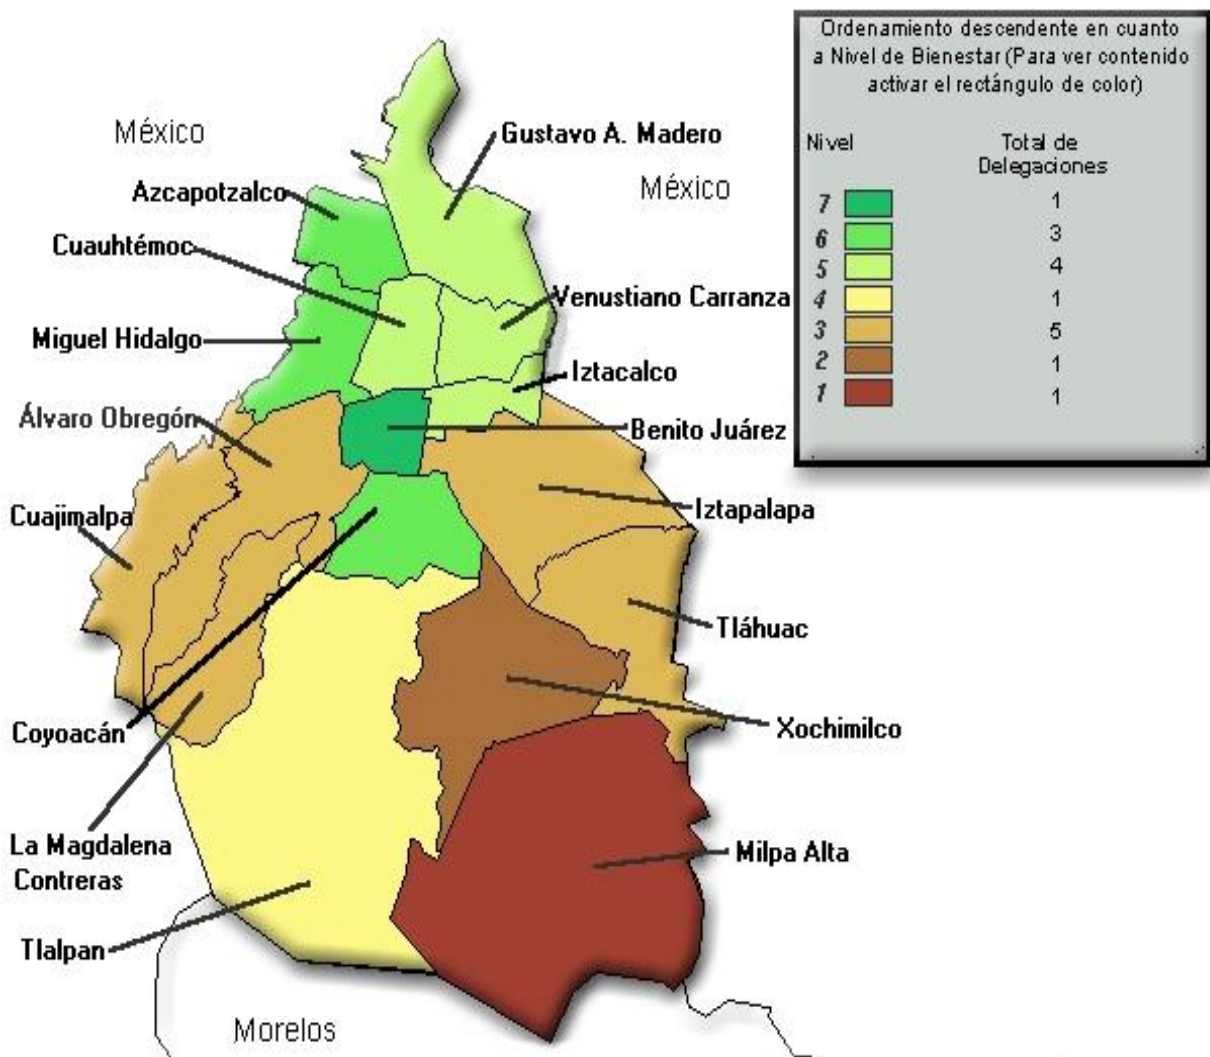 Ordenamiento descendente en cuanto
a Nivel de Bienestar (Para ver contenido
activar el rectángulo de color)
Nivel
Total de
Delegaciones
7 1
6 3
5 4
4 1
3 5
2 1
1 1
México
Gustavo A. Madero
México
Azcapotzalco
Cuauhtémoc
Venustiano Carranza
Miguel Hidalgo
Iztacalco
Álvaro Obregón
Benito Juárez
Cuajimalpa
Iztapalapa
Tláhuac
Coyoacán
Xochimilco
La Magdalena
Contreras
Milpa Alta
Tlalpan
Morelos